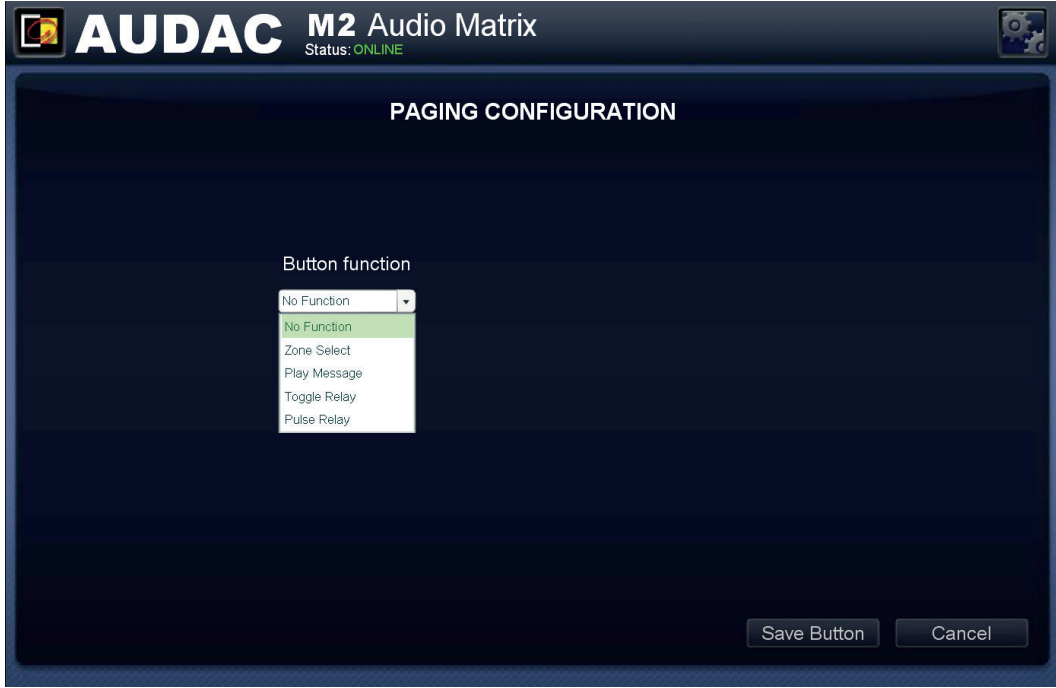 AUDAC M2 Audio Matrix
Status: ONLINE
PAGING CONFIGURATION
Button function
No Function
No Function
Zone Select
Play Message
Toggle Relay
Pulse Relay
Save Button Cancel